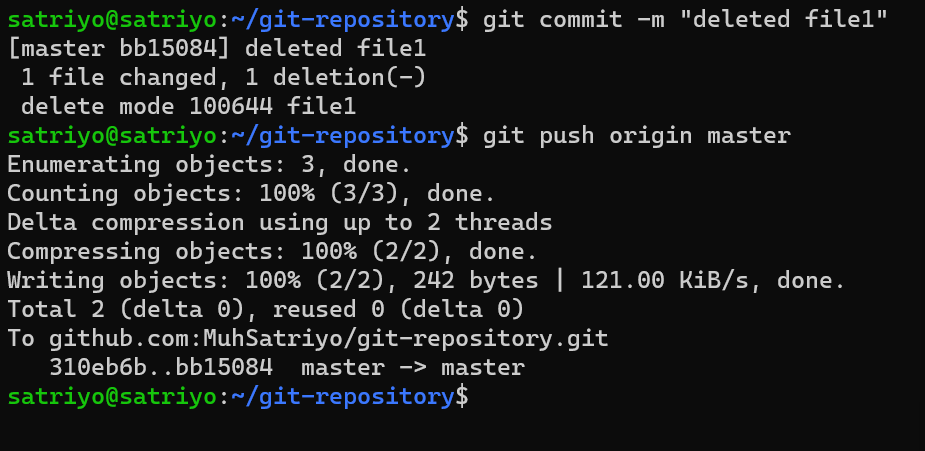 satriyo@satriyo:~/git-repository$ git commit -m "deleted file1"
[master bb15084] deleted file1
 1 file changed, 1 deletion(-)
 delete mode 100644 file1
satriyo@satriyo:~/git-repository$ git push origin master
Enumerating objects: 3, done.
Counting objects: 100% (3/3), done.
Delta compression using up to 2 threads
Compressing objects: 100% (2/2), done.
Writing objects: 100% (2/2), 242 bytes | 121.00 KiB/s, done.
Total 2 (delta 0), reused 0 (delta 0)
To github.com:MuhSatriyo/git-repository.git
   310eb6b..bb15084  master -> master
satriyo@satriyo:~/git-repository$